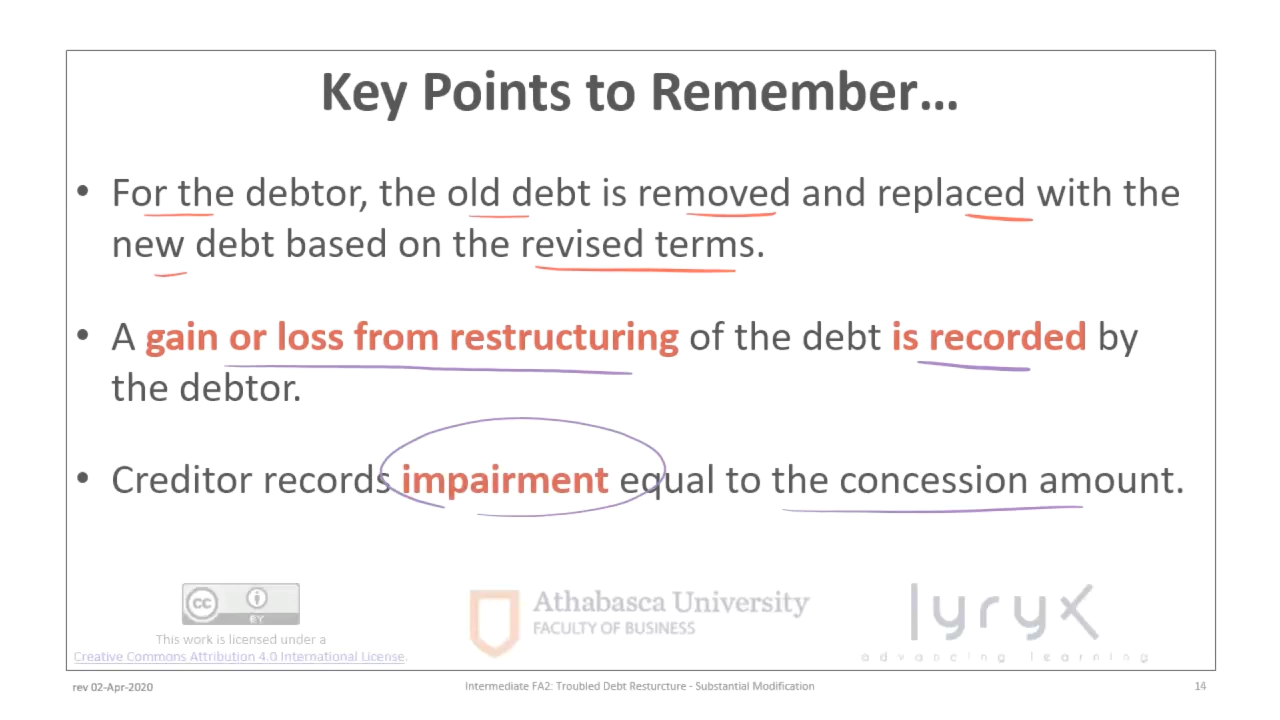 Key Points to Remember…
• For the debtor, the old debt is removed and replaced with the
new debt based on the revised terms.
• A gain or loss from restructuring of the debt is recorded by
the debtor.
• Creditor records impairment equal to the concession amount.
cc BY
This work is licensed under a
Creative Commons Attribution 4.0 International License.
Athabasca University
FACULTY OF BUSINESS
lyryx
advancing learning
rev 02-Apr-2020
Intermediate FA2: Troubled Debt Resturcture - Substantial Modification
14